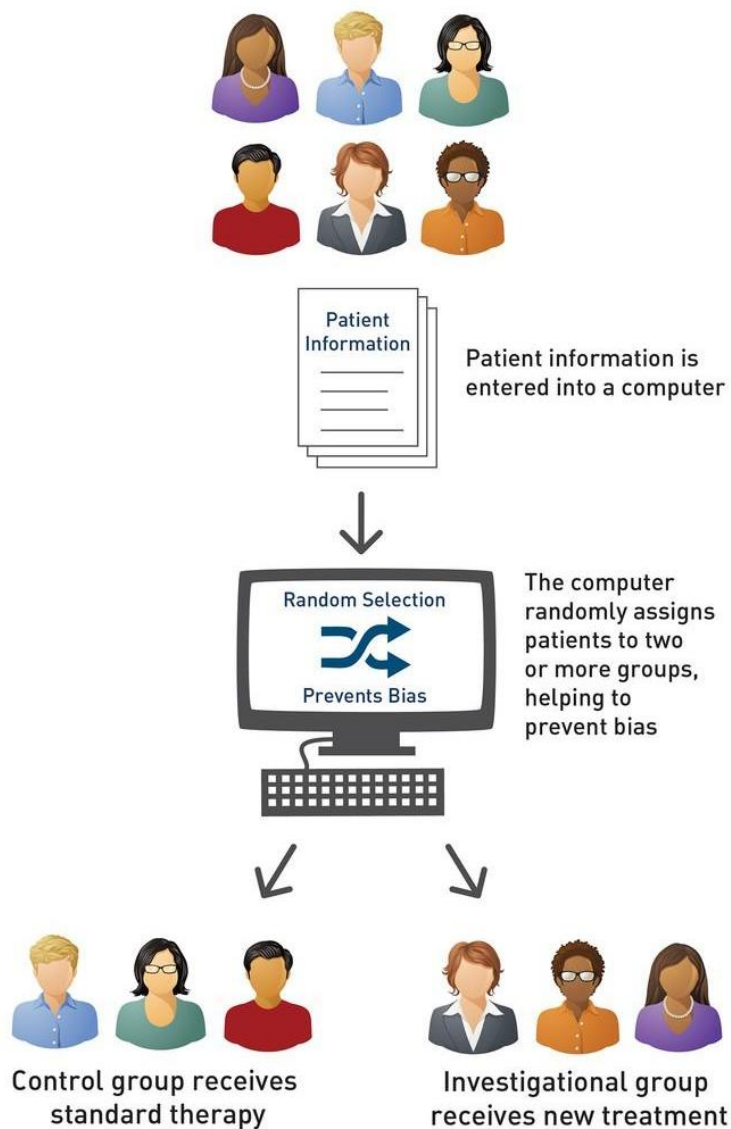 Patient
Information
Patient information is
entered into a computer
Random Selection
Prevents Bias
The computer
randomly assigns
patients to two
or more groups,
helping to
prevent bias
Control group receives
standard therapy
Investigational group
receives new treatment